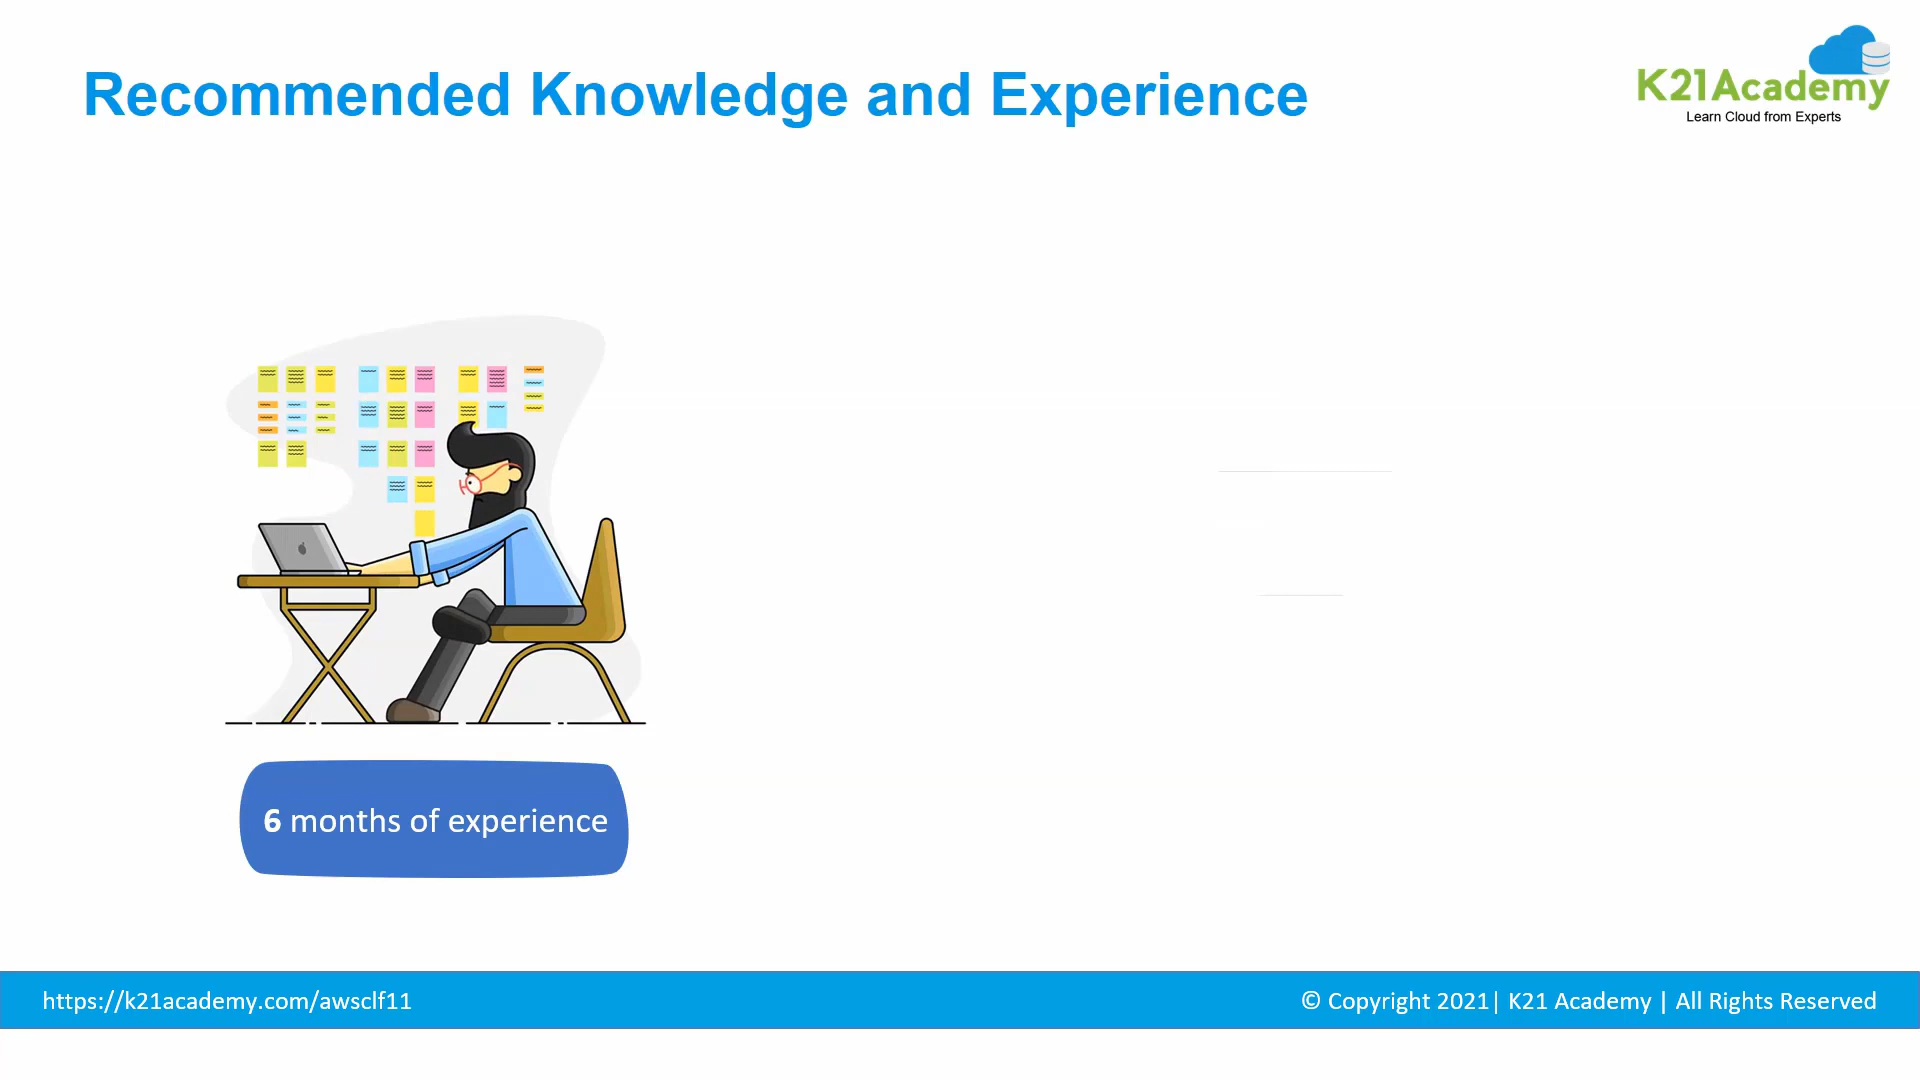 Recommended Knowledge and Experience
K21Academy
Learn Cloud from Experts
6 months of experience
https://k21academy.com/awsclf11
© Copyright 2021| K21 Academy | All Rights Reserved